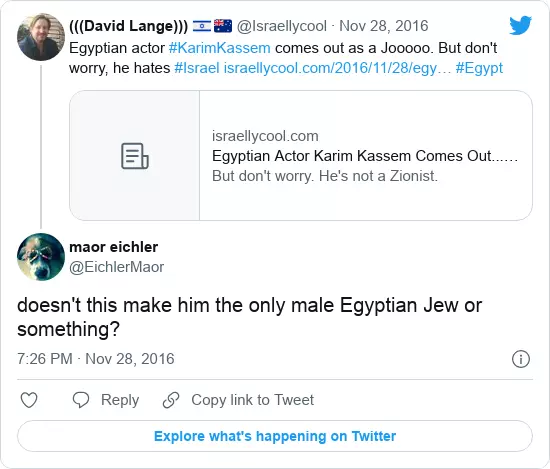 (((David Lange))) 🇮🇱 🇦🇺 @Israellycool · Nov 28, 2016
Egyptian actor #KarimKassem comes out as a Jooooo. But don't
worry, he hates #Israel israellycool.com/2016/11/28/egy… #Egypt
israellycool.com
Egyptian Actor Karim Kassem Comes Out...…
But don't worry. He's not a Zionist.
maor eichler
@EichlerMaor
doesn't this make him the only male Egyptian Jew or
something?
7:26 PM · Nov 28, 2016
Reply
Copy link to Tweet
Explore what's happening on Twitter